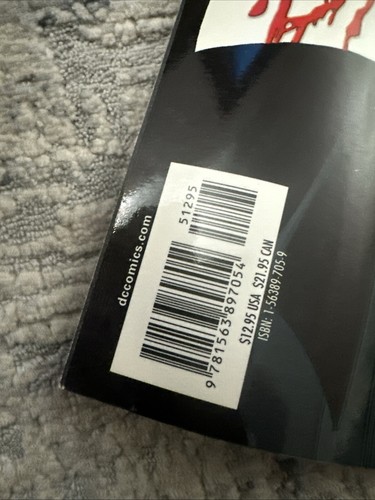 dccomics.com
51295
9 781563 897054
$12.95 USA $21.95 CAN
ISBN: 1-56389-705-9